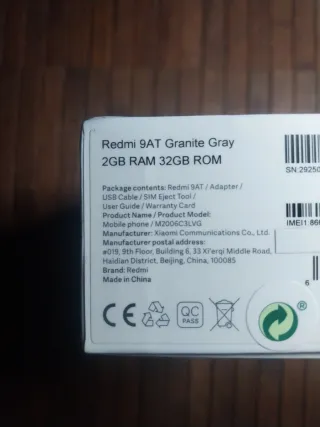 Redmi 9AT Granite Gray
2GB RAM 32GB ROM
SN:2925
Package contents: Redmi 9AT / Adapter /
USB Cable / SIM Eject Tool /
User Guide / Warranty Card
Product Name / Product Model:
Mobile phone / M2006C3LVG
IMEI1:86
Manufacturer: Xiaomi Communications Co.,
Manufacturer postal address:
#019, 9th Floor, Building 6, 33 Xi'erqi Middle Road,
Haidian District, Beijing, China, 100085
Brand: Redmi
Made in China
6
CE
QC
PASS
®